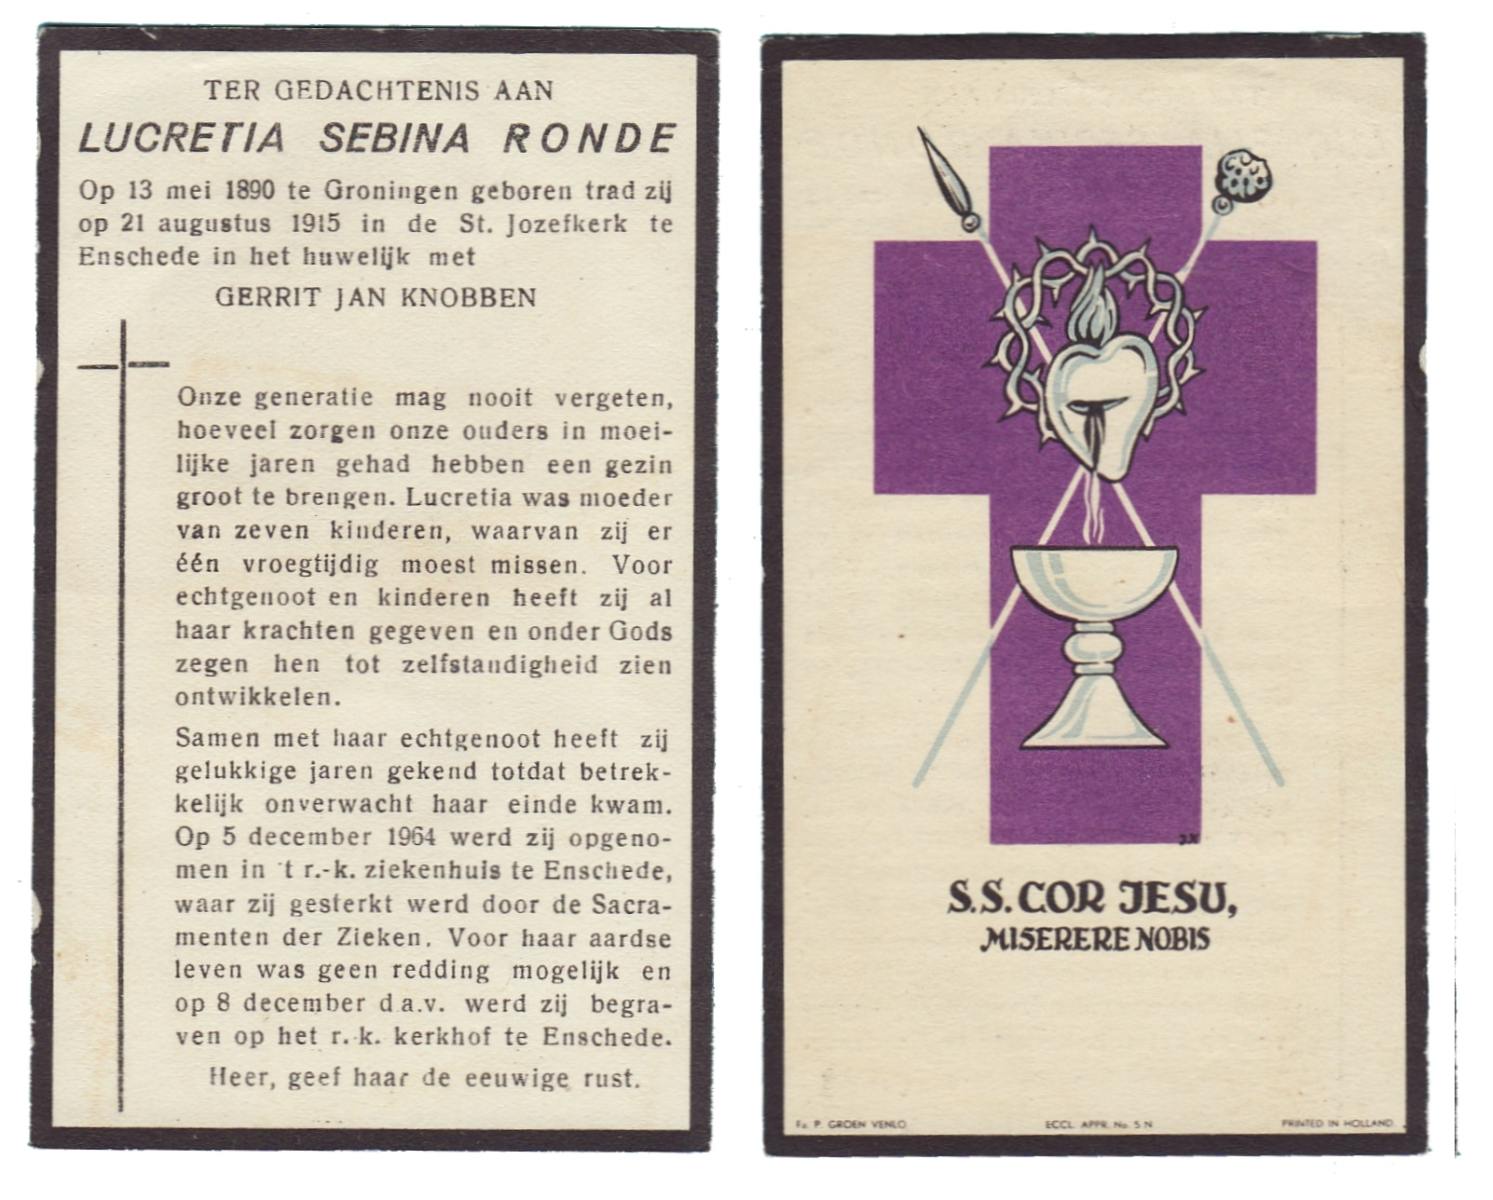 TER GEDACHTENIS AAN
LUCRETIA SEBINA RONDE
Op 13 mei 1890 te Groningen geboren trad zij
op 21 augustus 1915 in de St. Jozefkerk te
Enschede in het huwelijk met
GERRIT JAN KNOBBEN
Onze generatie mag nooit vergeten,
hoeveel zorgen onze ouders in moei-
lijke jaren gehad hebben een gezin
groot te brengen. Lucretia was moeder
van zeven kinderen, waarvan zij er
één vroegtijdig moest missen. Voor
echtgenoot en kinderen heeft zij al
haar krachten gegeven en onder Gods
zegen hen tot zelfstandigheid zien
ontwikkelen.
Samen met haar echtgenoot heeft zij
gelukkige jaren gekend totdat betrek-
kelijk onverwacht haar einde kwam.
Op 5 december 1964 werd zij opgeno-
men in 't r.-k. ziekenhuis te Enschede,
waar zij gesterkt werd door de Sacra-
menten der Zieken. Voor haar aardse
leven was geen redding mogelijk en
op 8 december d.a.v. werd zij begra-
ven op het r.-k. kerkhof te Enschede.
Heer, geef haar de eeuwige rust.
S.S. COR JESU,
MISERERE NOBIS
Fa. P. GROEN VENLO ECCL. APPR. No. 5 N PRINTED IN HOLLAND